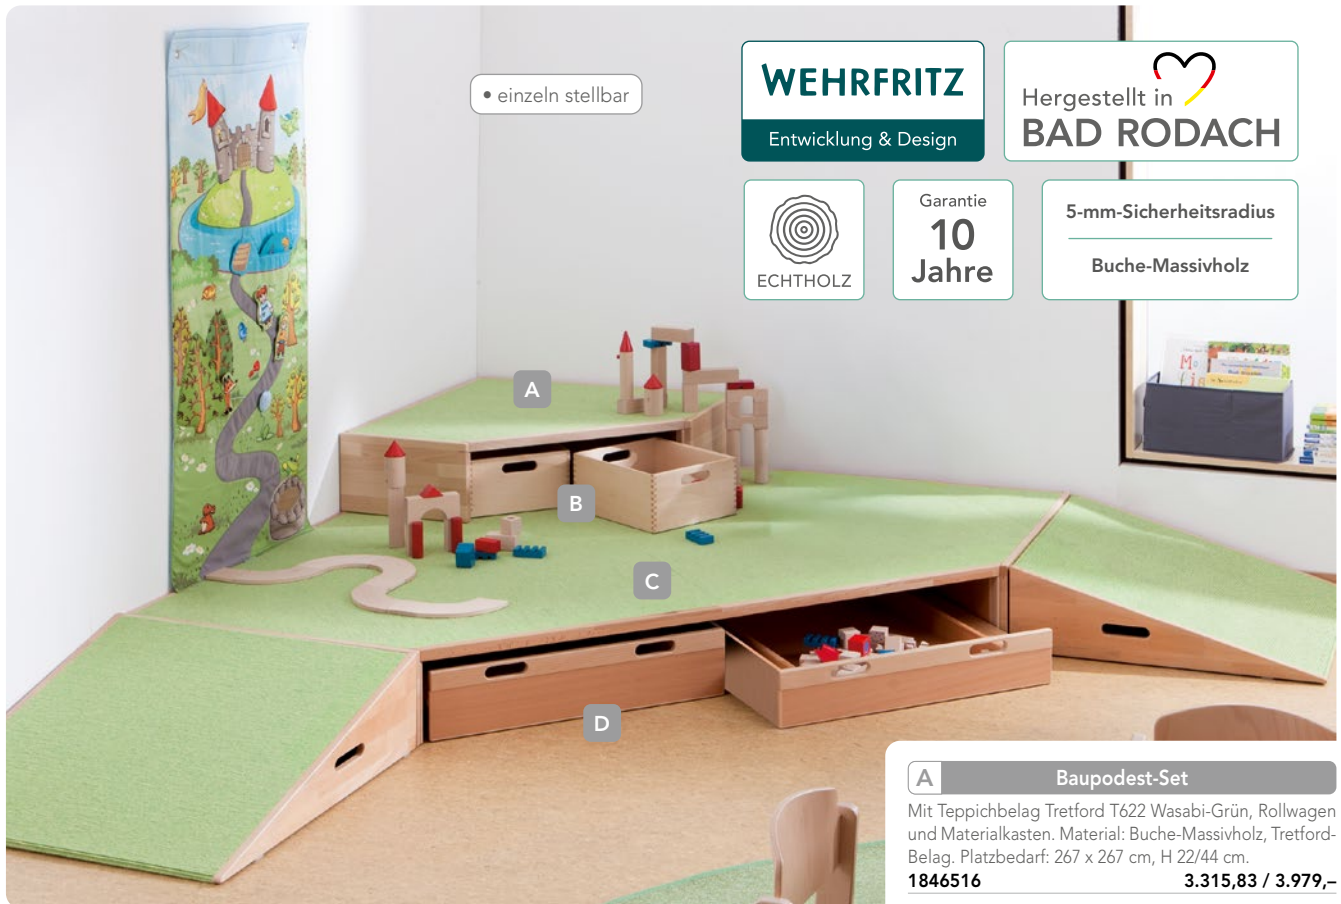 • einzeln stellbar
WEHRFRITZ
Entwicklung & Design
Hergestellt in
BAD RODACH
ECHTHOLZ
Garantie
10
Jahre
5-mm-Sicherheitsradius
Buche-Massivholz
A
B
C
D
A Baupodest-Set
Mit Teppichbelag Tretford T622 Wasabi-Grün, Rollwagen
und Materialkasten. Material: Buche-Massivholz, Tretford-
Belag. Platzbedarf: 267 x 267 cm, H 22/44 cm.
1846516 3.315,83 / 3.979,–